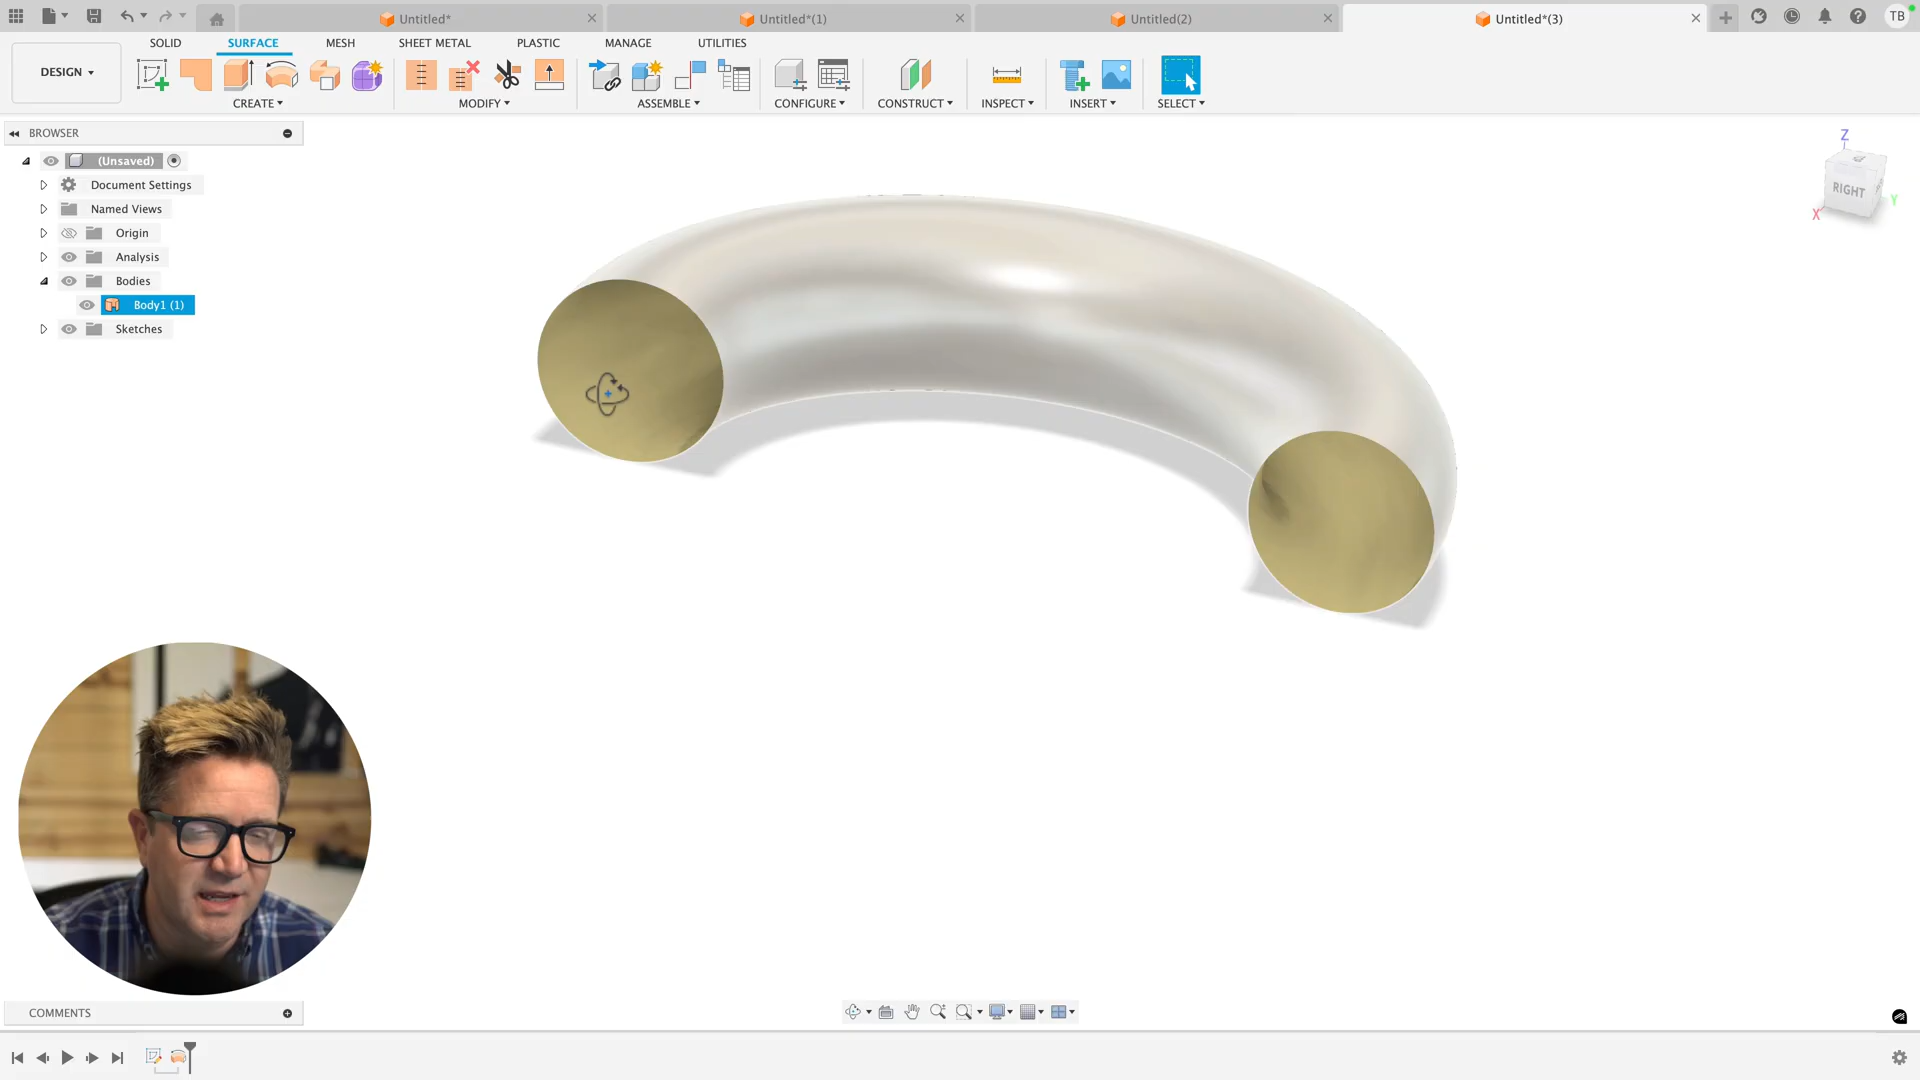 Untitled*
Untitled*(1)
Untitled(2)
Untitled*(3)
TB
DESIGN
SOLID
SURFACE
MESH
SHEET METAL
PLASTIC
MANAGE
UTILITIES
CREATE
MODIFY
ASSEMBLE
CONFIGURE
CONSTRUCT
INSPECT
INSERT
SELECT
BROWSER
(Unsaved)
Document Settings
Named Views
Origin
Analysis
Bodies
Body1 (1)
Sketches
Z
RIGHT
X
Y
COMMENTS